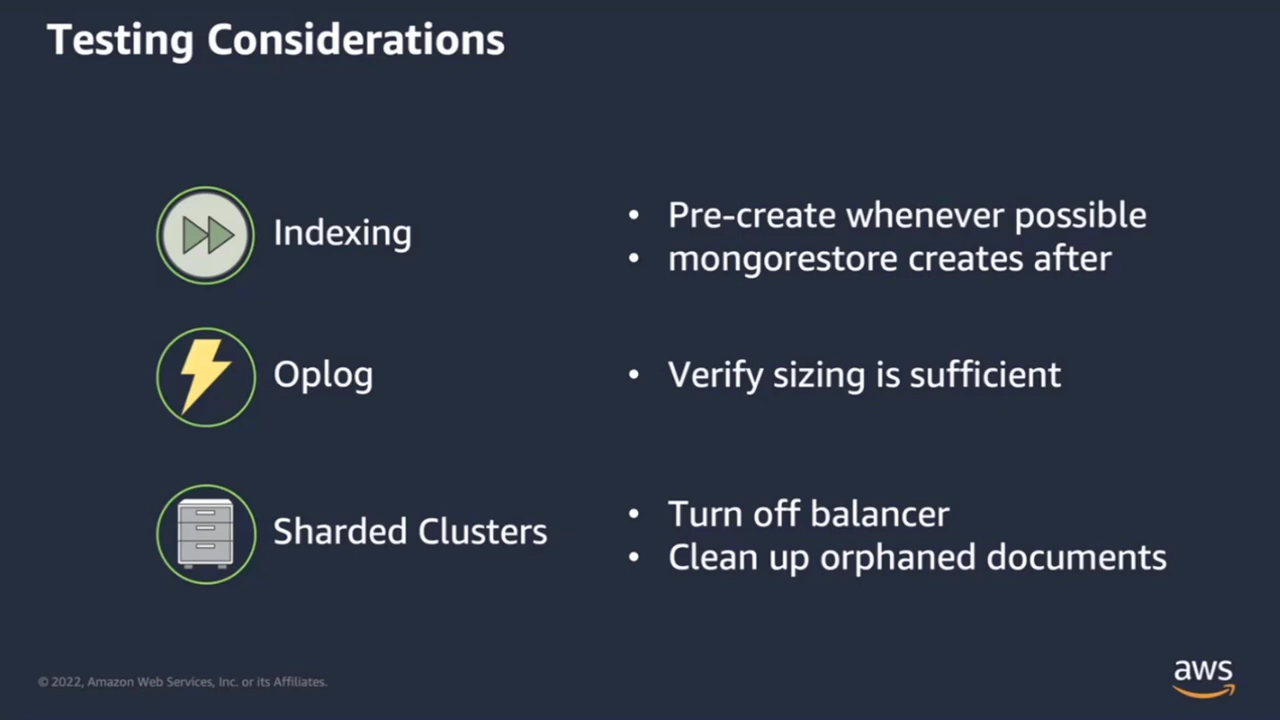 Testing Considerations
Indexing
• Pre-create whenever possible
• mongorestore creates after
Oplog
• Verify sizing is sufficient
Sharded Clusters
• Turn off balancer
• Clean up orphaned documents
© 2022, Amazon Web Services, Inc. or its Affiliates.
aws